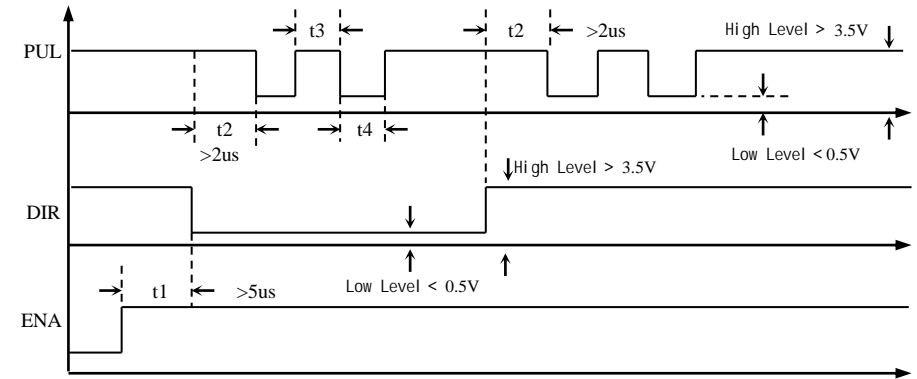 t3
t2
>2us
High Level > 3.5V
PUL
t2
t4
>2us
Low Level < 0.5V
High Level > 3.5V
DIR
Low Level < 0.5V
t1
>5us
ENA